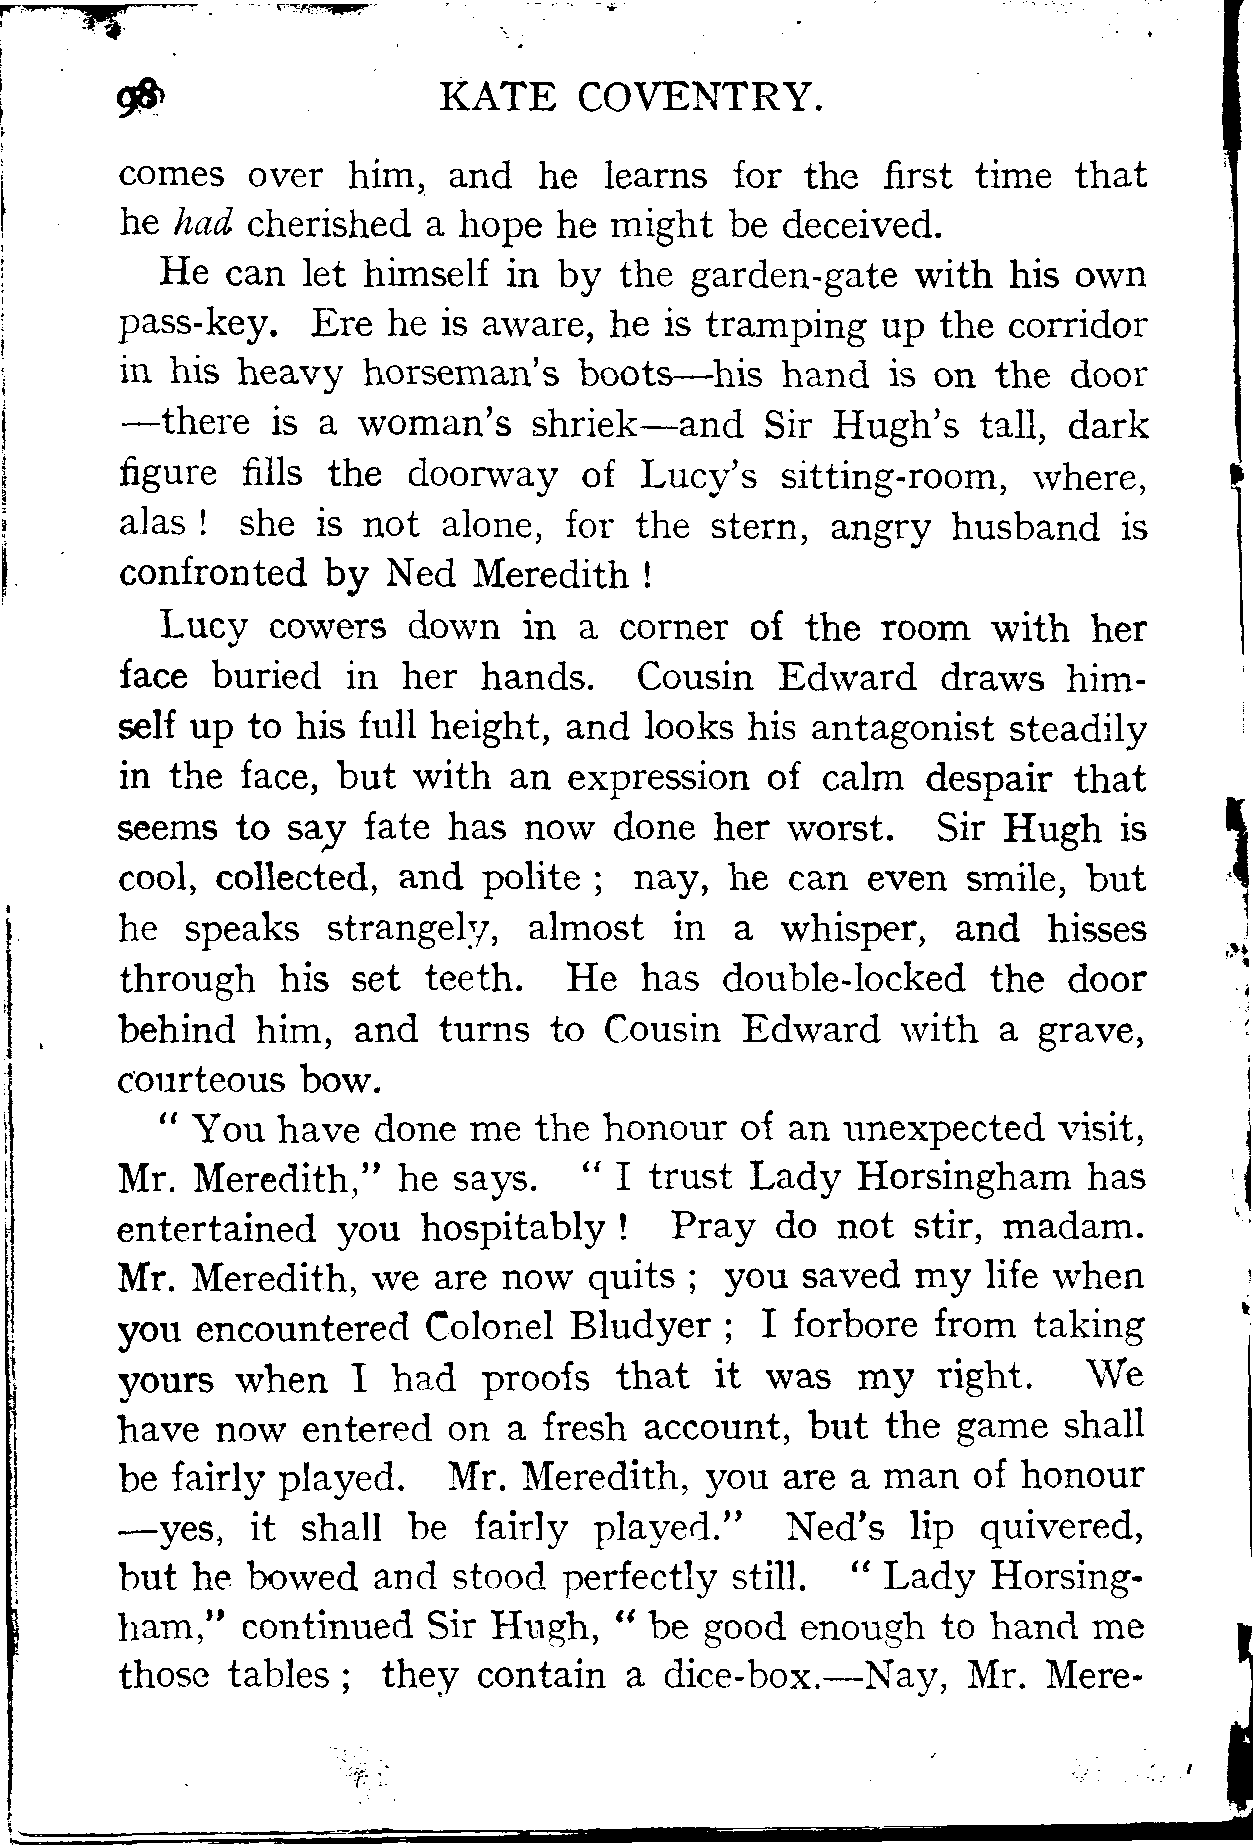 98 KATE COVENTRY.
comes over him, and he learns for the first time that
he had cherished a hope he might be deceived.
He can let himself in by the garden-gate with his own
pass-key. Ere he is aware, he is tramping up the corridor
in his heavy horseman's boots—his hand is on the door
—there is a woman's shriek—and Sir Hugh's tall, dark
figure fills the doorway of Lucy's sitting-room, where,
alas ! she is not alone, for the stern, angry husband is
confronted by Ned Meredith !
Lucy cowers down in a corner of the room with her
face buried in her hands. Cousin Edward draws him-
self up to his full height, and looks his antagonist steadily
in the face, but with an expression of calm despair that
seems to say fate has now done her worst. Sir Hugh is
cool, collected, and polite ; nay, he can even smile, but
he speaks strangely, almost in a whisper, and hisses
through his set teeth. He has double-locked the door
behind him, and turns to Cousin Edward with a grave,
courteous bow.
" You have done me the honour of an unexpected visit,
Mr. Meredith," he says. " I trust Lady Horsingham has
entertained you hospitably ! Pray do not stir, madam.
Mr. Meredith, we are now quits ; you saved my life when
you encountered Colonel Bludyer ; I forbore from taking
yours when I had proofs that it was my right. We
have now entered on a fresh account, but the game shall
be fairly played. Mr. Meredith, you are a man of honour
—yes, it shall be fairly played." Ned's lip quivered,
but he bowed and stood perfectly still. " Lady Horsing-
ham," continued Sir Hugh, " be good enough to hand me
those tables ; they contain a dice-box.—Nay, Mr. Mere-